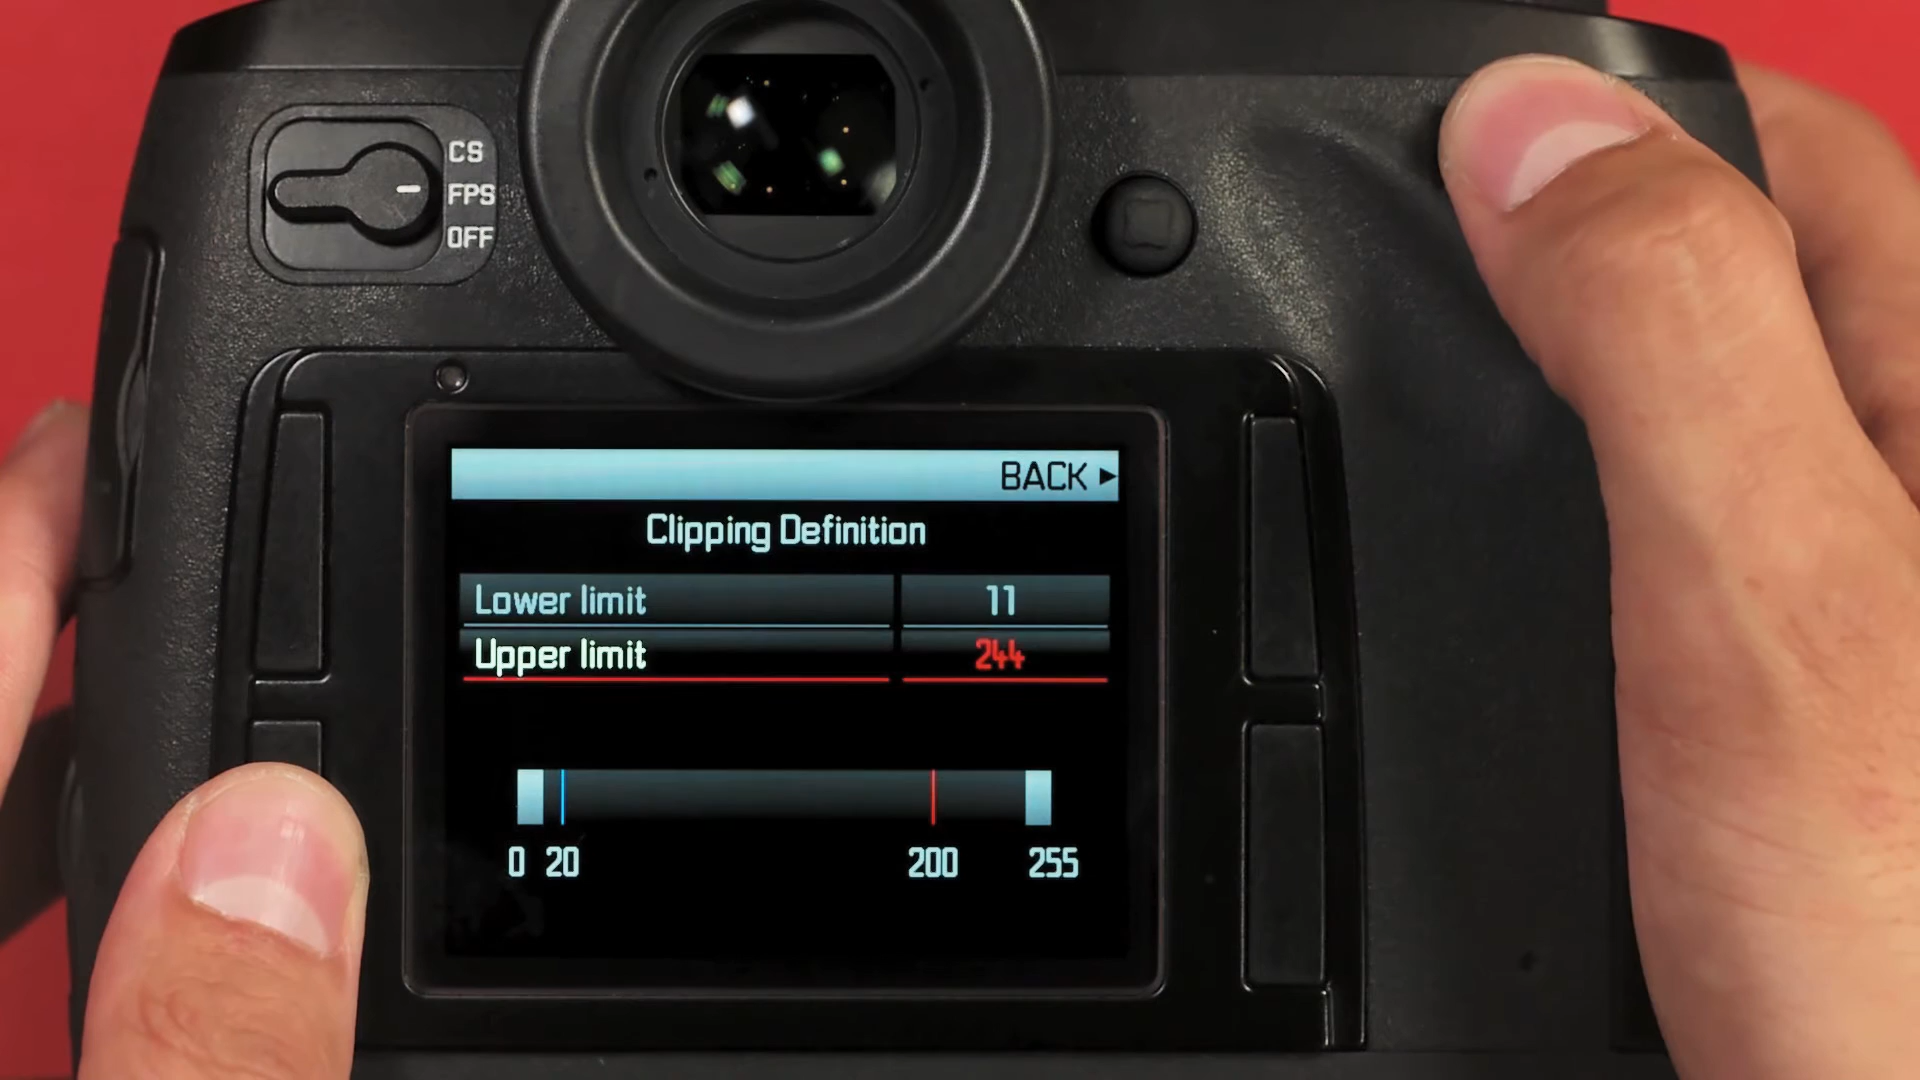 CS
FPS
OFF
BACK ▶
Clipping Definition
Lower limit 11
Upper limit 244
0 20 200 255